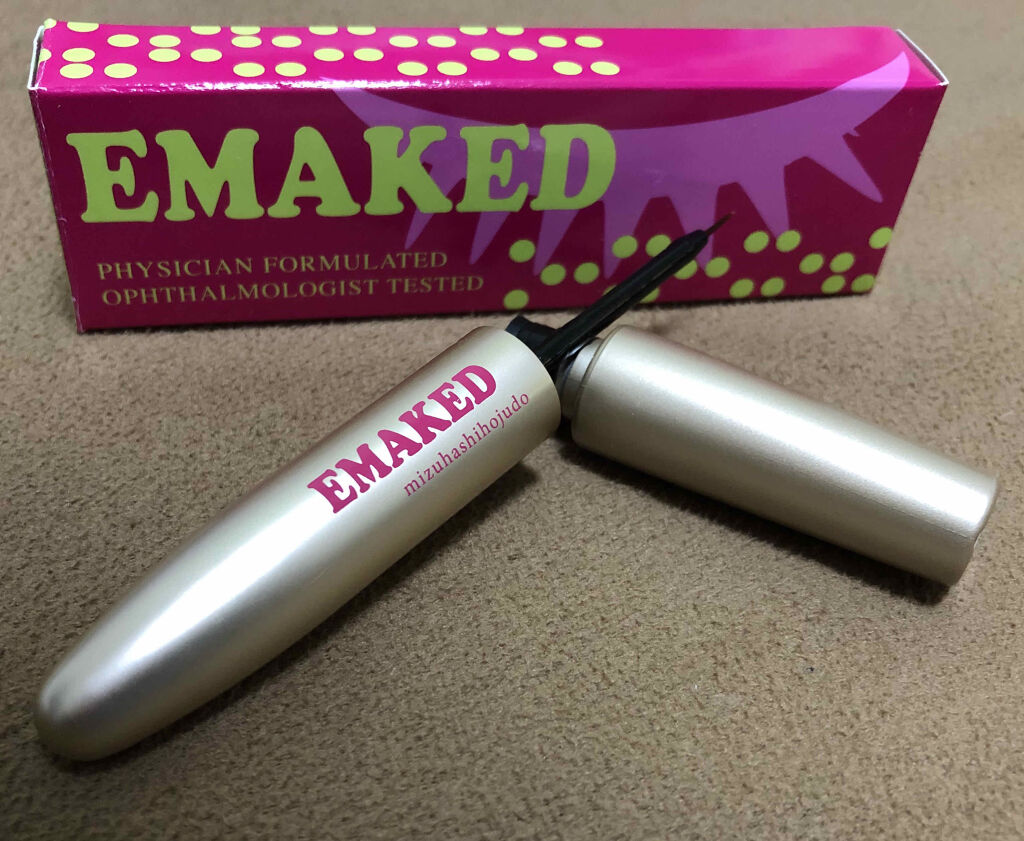 EMAKED
PHYSICIAN FORMULATED
OPHTHALMOLOGIST TESTED
EMAKED
mizuhashihojudo